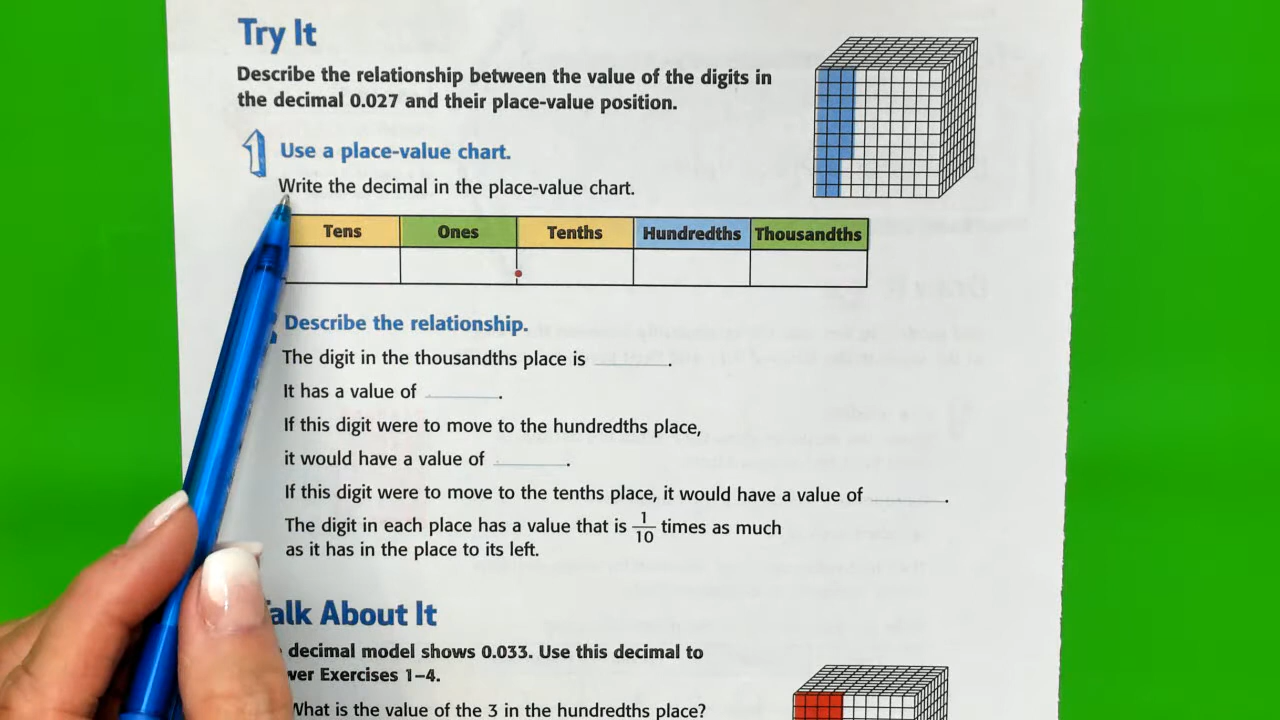 Try It
Describe the relationship between the value of the digits in
the decimal 0.027 and their place-value position.
1 Use a place-value chart.
Write the decimal in the place-value chart.
Tens Ones Tenths Hundredths Thousandths
Describe the relationship.
The digit in the thousandths place is ________.
It has a value of ________.
If this digit were to move to the hundredths place,
it would have a value of ________.
If this digit were to move to the tenths place, it would have a value of ________.
The digit in each place has a value that is 1/10 times as much
as it has in the place to its left.
alk About It
decimal model shows 0.033. Use this decimal to
wer Exercises 1–4.
What is the value of the 3 in the hundredths place?